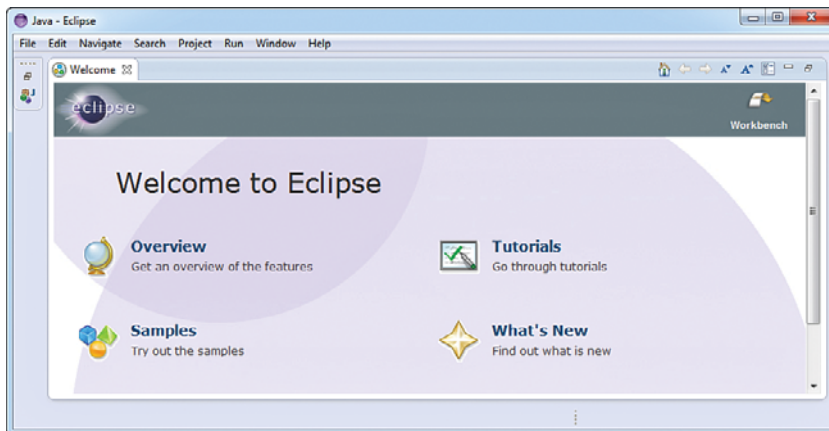 Java - Eclipse
File Edit Navigate Search Project Run Window Help
Welcome
eclipse
Workbench
Welcome to Eclipse
Overview
Get an overview of the features
Tutorials
Go through tutorials
Samples
Try out the samples
What's New
Find out what is new